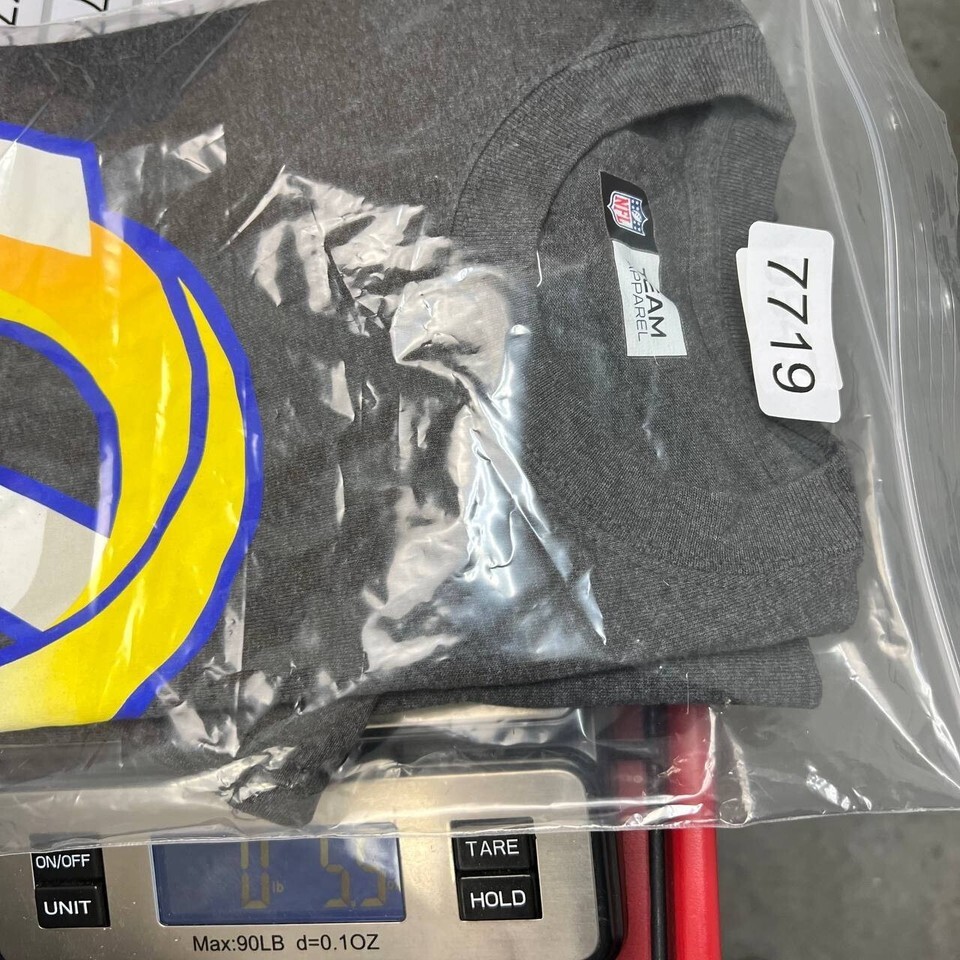 NFL
TEAM
APPAREL
7719
ON/OFF
UNIT
0 lb 5.5
TARE
HOLD
Max:90LB d=0.1OZ